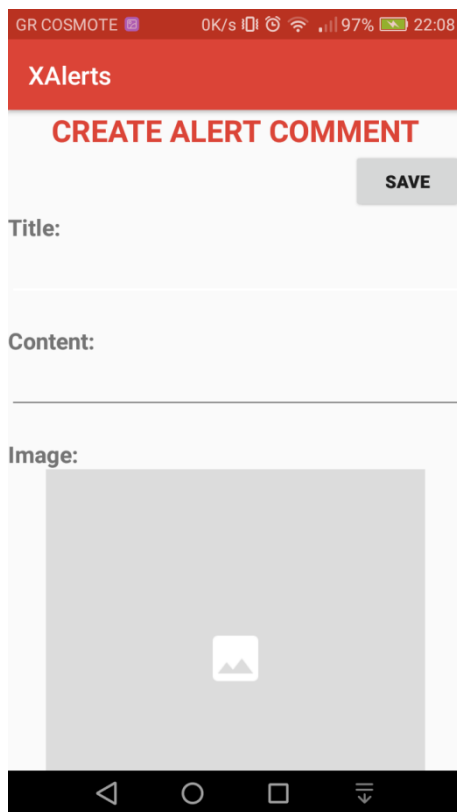 GR COSMOTE 0K/s 97% 22:08
XAlerts
CREATE ALERT COMMENT
SAVE
Title:
Content:
Image: